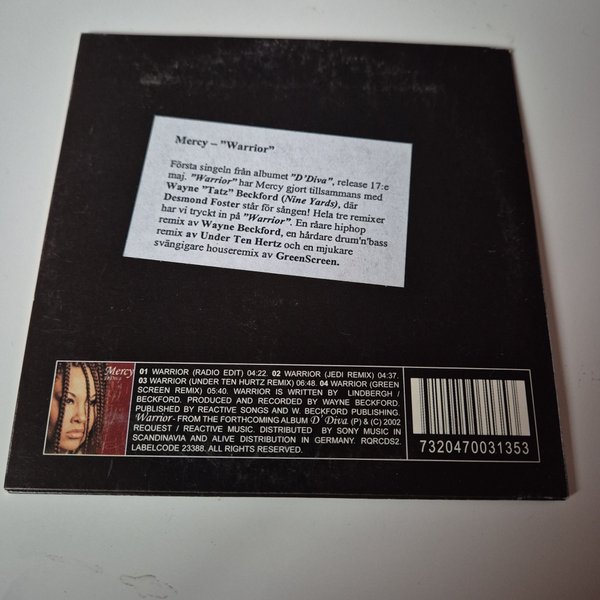 Mercy – "Warrior"
Första singeln från albumet "D'Diva", release 17:e
maj. "Warrior" har Mercy gjort tillsammans med
Wayne "Tatz" Beckford (Nine Yards), där
Desmond Foster står för sången! Hela tre remixer
har vi tryckt in på "Warrior". En råare hiphop
remix av Wayne Beckford, en hårdare drum'n'bass
remix av Under Ten Hertz och en mjukare
svängigare houseremix av GreenScreen.
Mercy
01 WARRIOR (RADIO EDIT) 04:22. 02 WARRIOR (JEDI REMIX) 04:37.
03 WARRIOR (UNDER TEN HURTZ REMIX) 06:48. 04 WARRIOR (GREEN
SCREEN REMIX) 05:40. WARRIOR IS WRITTEN BY LINDBERGH /
BECKFORD. PRODUCED AND RECORDED BY WAYNE BECKFORD.
PUBLISHED BY REACTIVE SONGS AND W. BECKFORD PUBLISHING.
Warrior - FROM THE FORTHCOMING ALBUM D'Diva (P) & (C) 2002
REQUEST / REACTIVE MUSIC. DISTRIBUTED BY SONY MUSIC IN
SCANDINAVIA AND ALIVE DISTRIBUTION IN GERMANY. RQRCDS2.
LABELCODE 23388. ALL RIGHTS RESERVED.
7320470031353